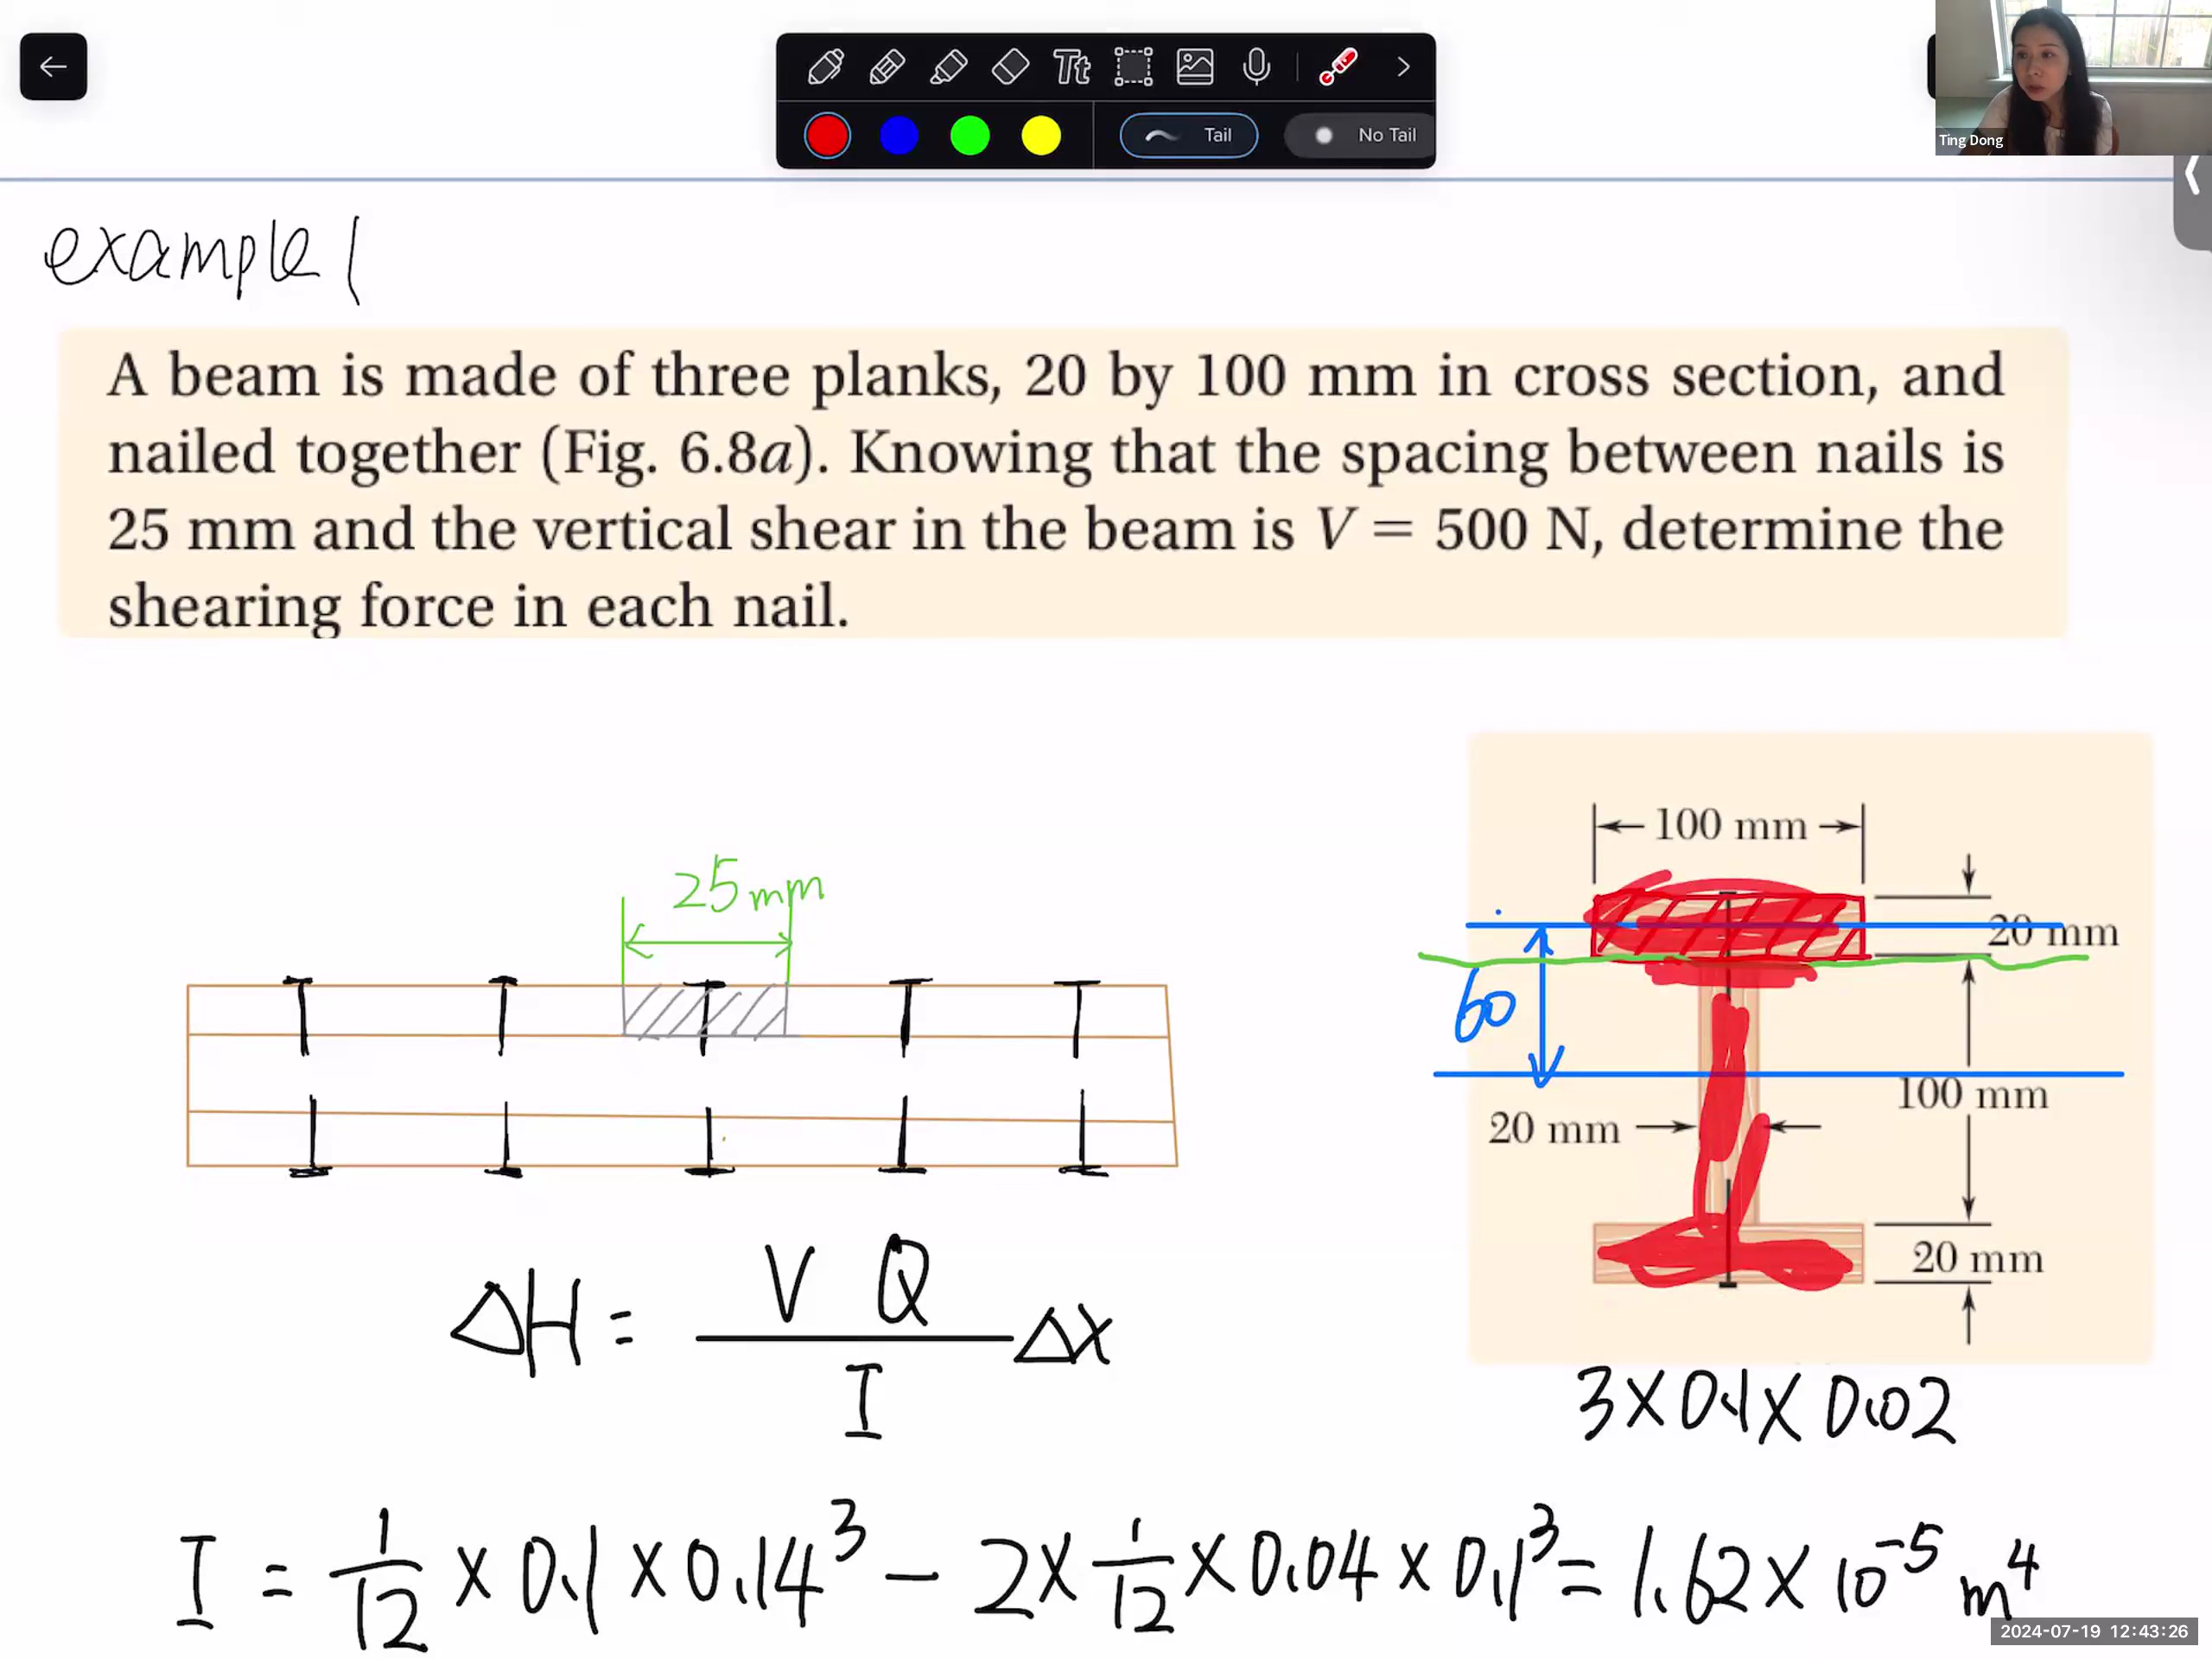 Tt
Tail
No Tail
Ting Dong
example 1
A beam is made of three planks, 20 by 100 mm in cross section, and
nailed together (Fig. 6.8a). Knowing that the spacing between nails is
25 mm and the vertical shear in the beam is V = 500 N, determine the
shearing force in each nail.
25mm
100 mm
20 mm
60
100 mm
20 mm
20 mm
ΔH = V Q / I Δx
3×0.1×0.02
I = 1/12 × 0.1 × 0.14³ − 2× 1/12 × 0.04 × 0.1³ = 1.62×10⁻⁵ m⁴
2024-07-19 12:43:26